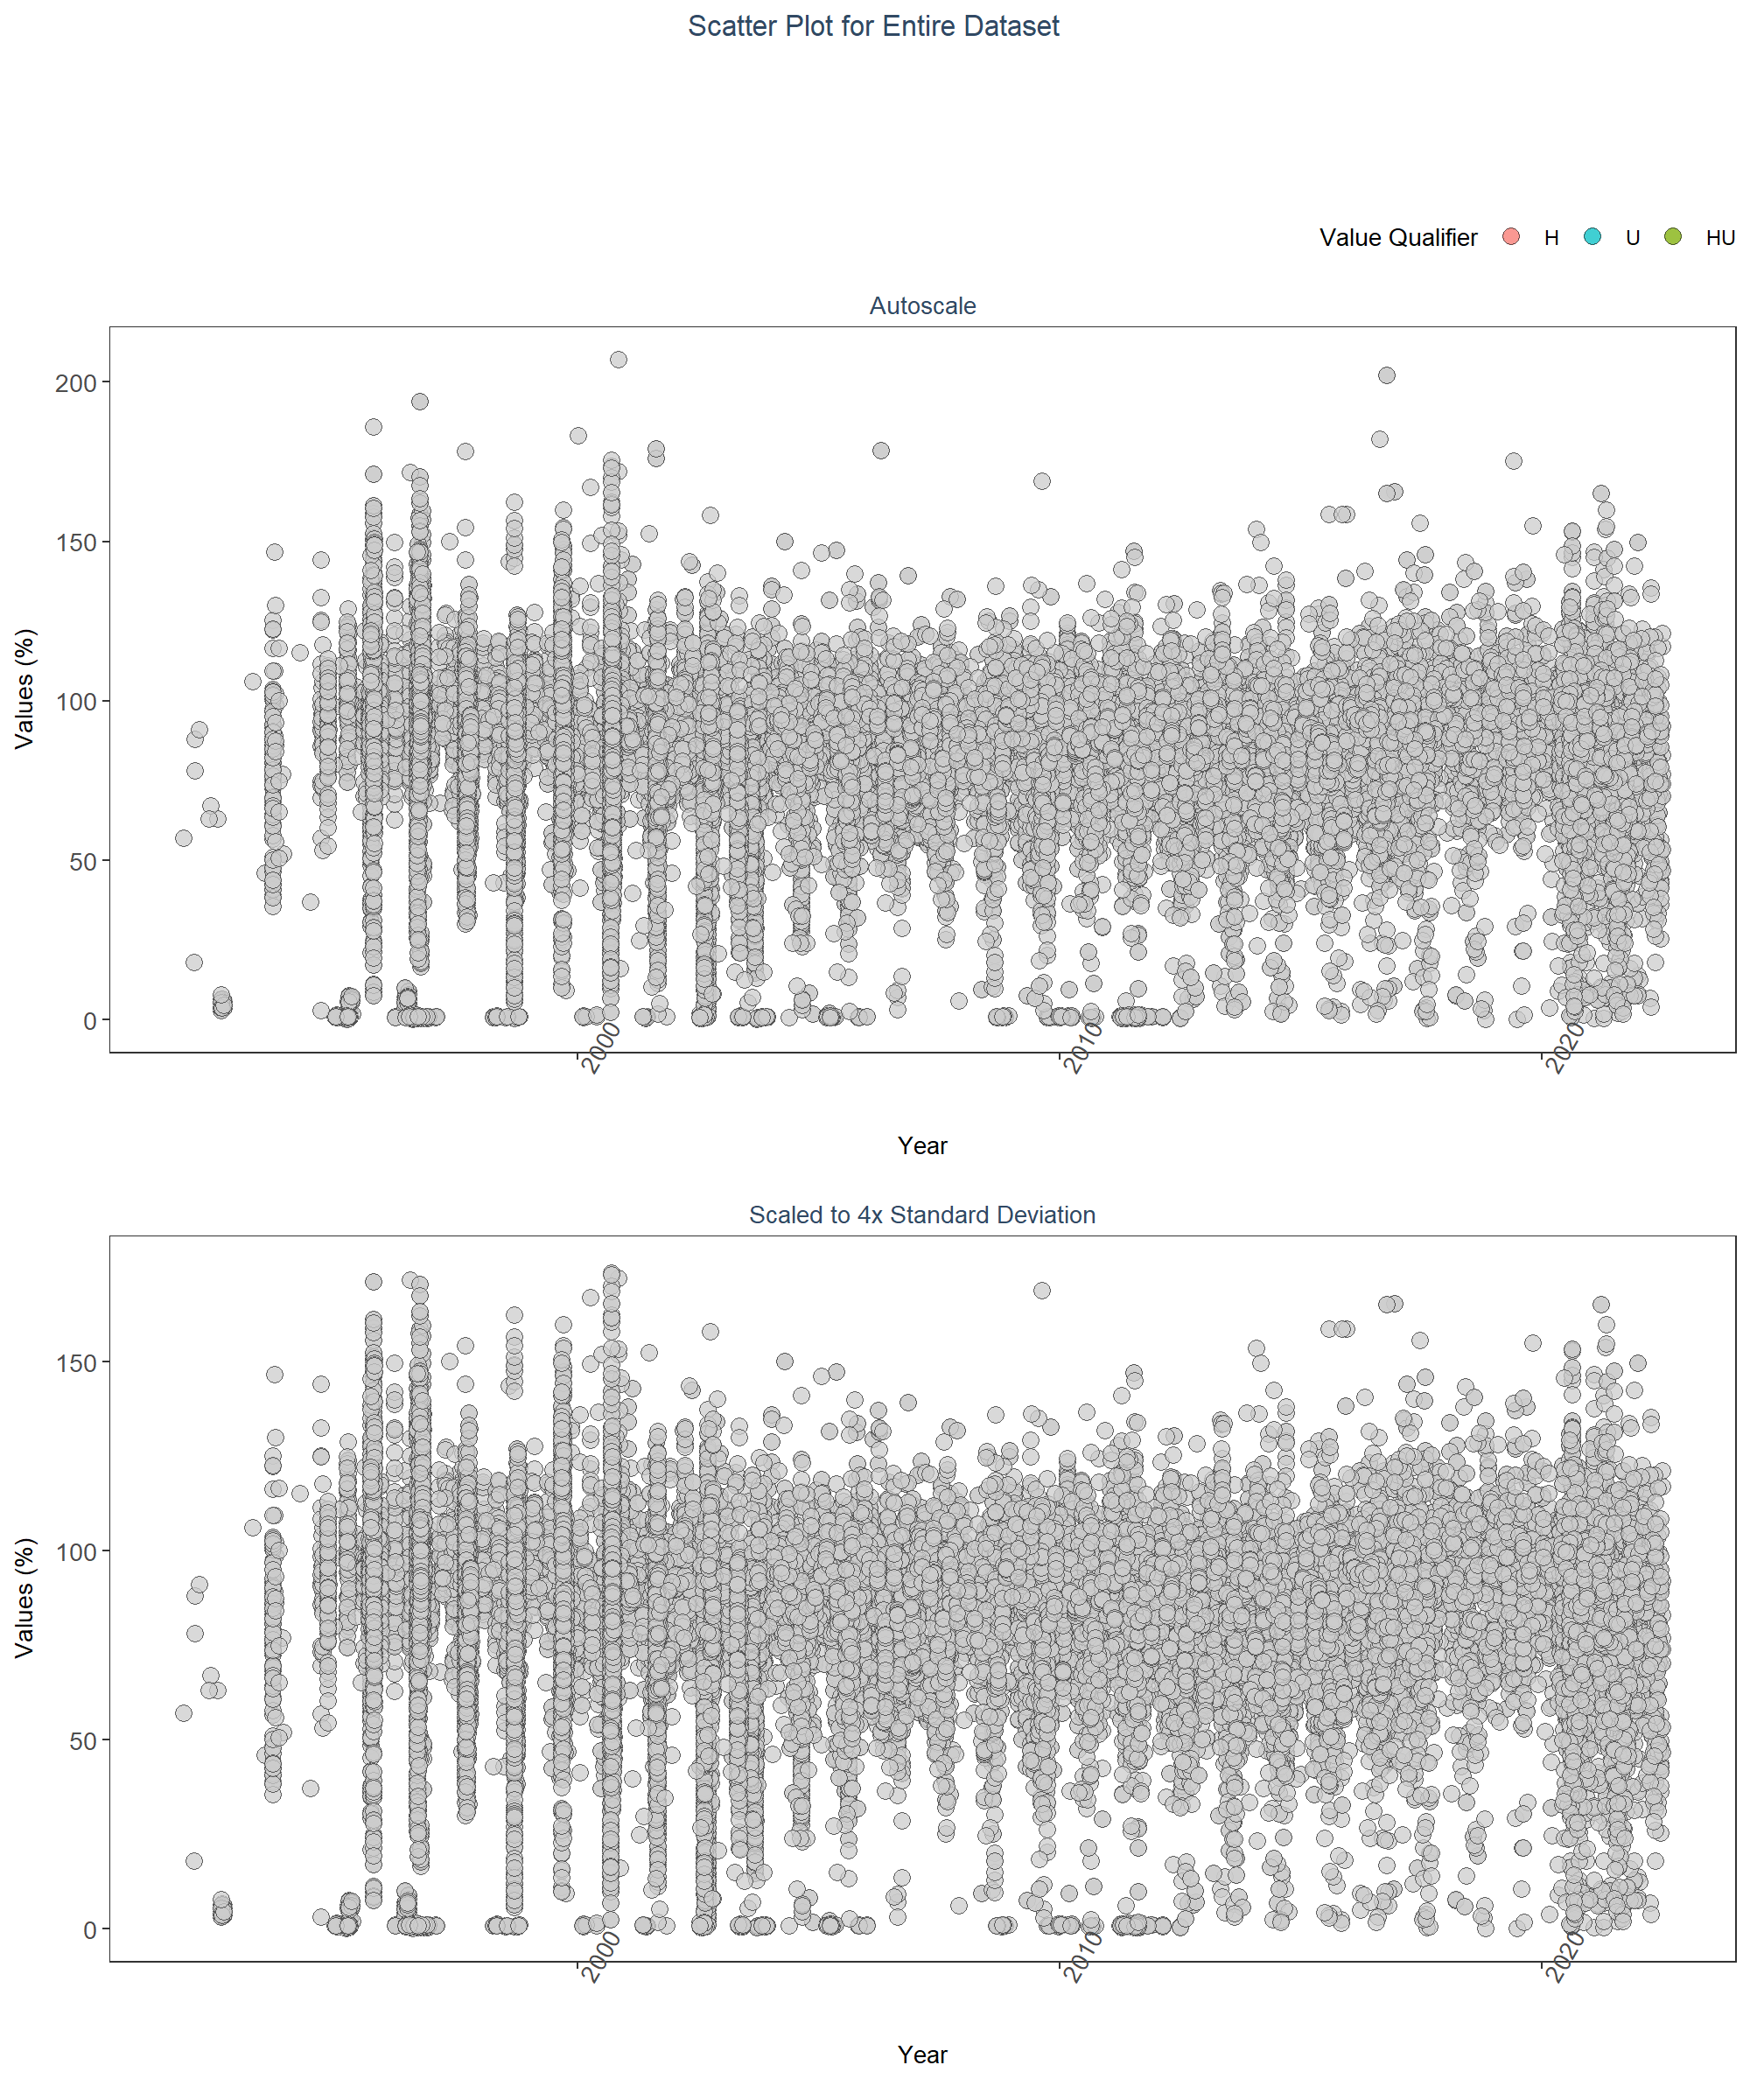 Scatter Plot for Entire Dataset
Value Qualifier H U HU
Autoscale
200
150
100
50
0
Values (%)
2000 2010 2020
Year
Scaled to 4x Standard Deviation
150
100
50
0
Values (%)
2000 2010 2020
Year